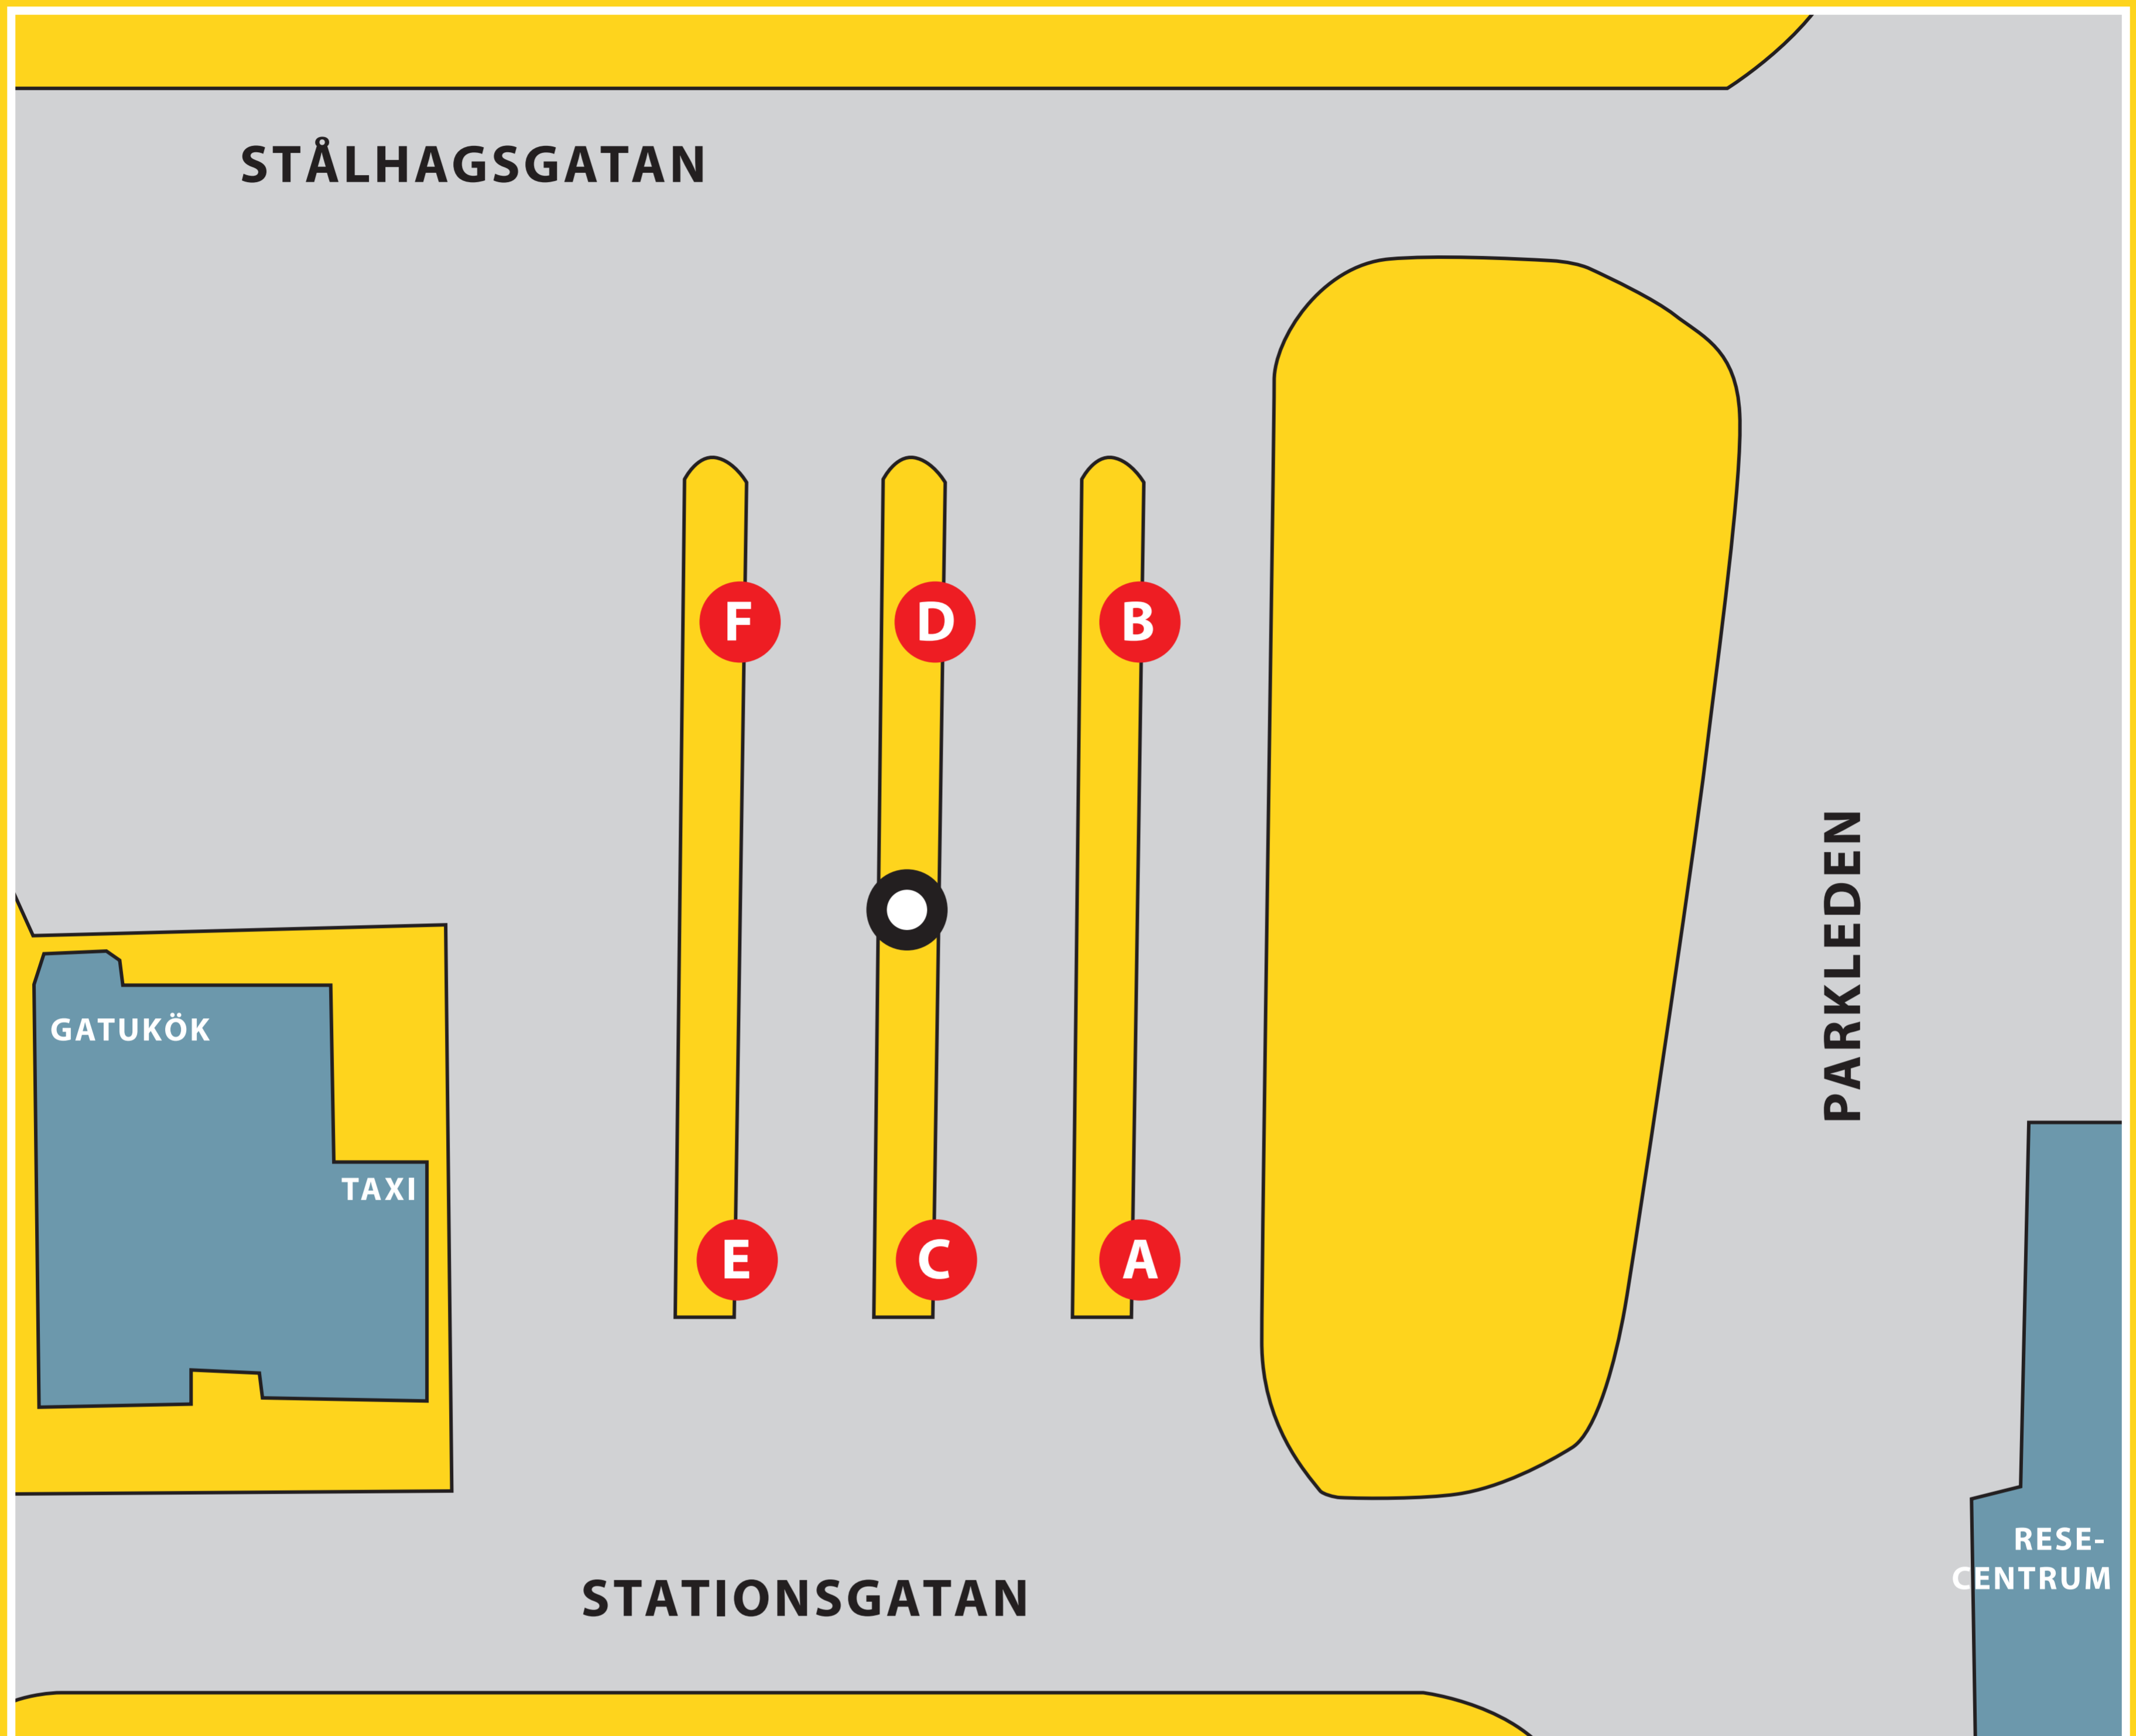 STÅLHAGSGATAN
F
D
B
PARKLEDEN
GATUKÖK
TAXI
E
C
A
RESE-
CENTRUM
STATIONSGATAN